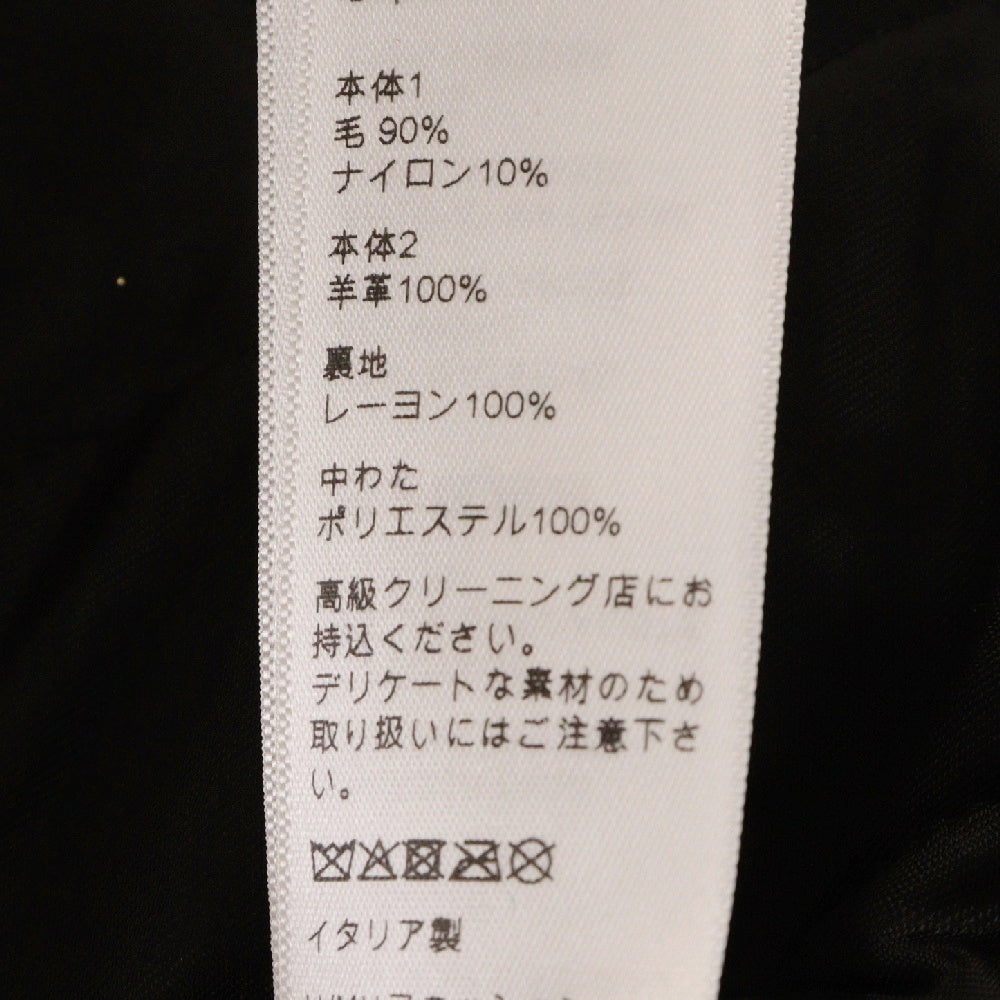 本体1
毛 90%
ナイロン10%
本体2
羊革100%
裏地
レーヨン100%
中わた
ポリエステル100%
高級クリーニング店にお
持込ください。
デリケートな素材のため
取り扱いにはご注意下さ
い。
イタリア製